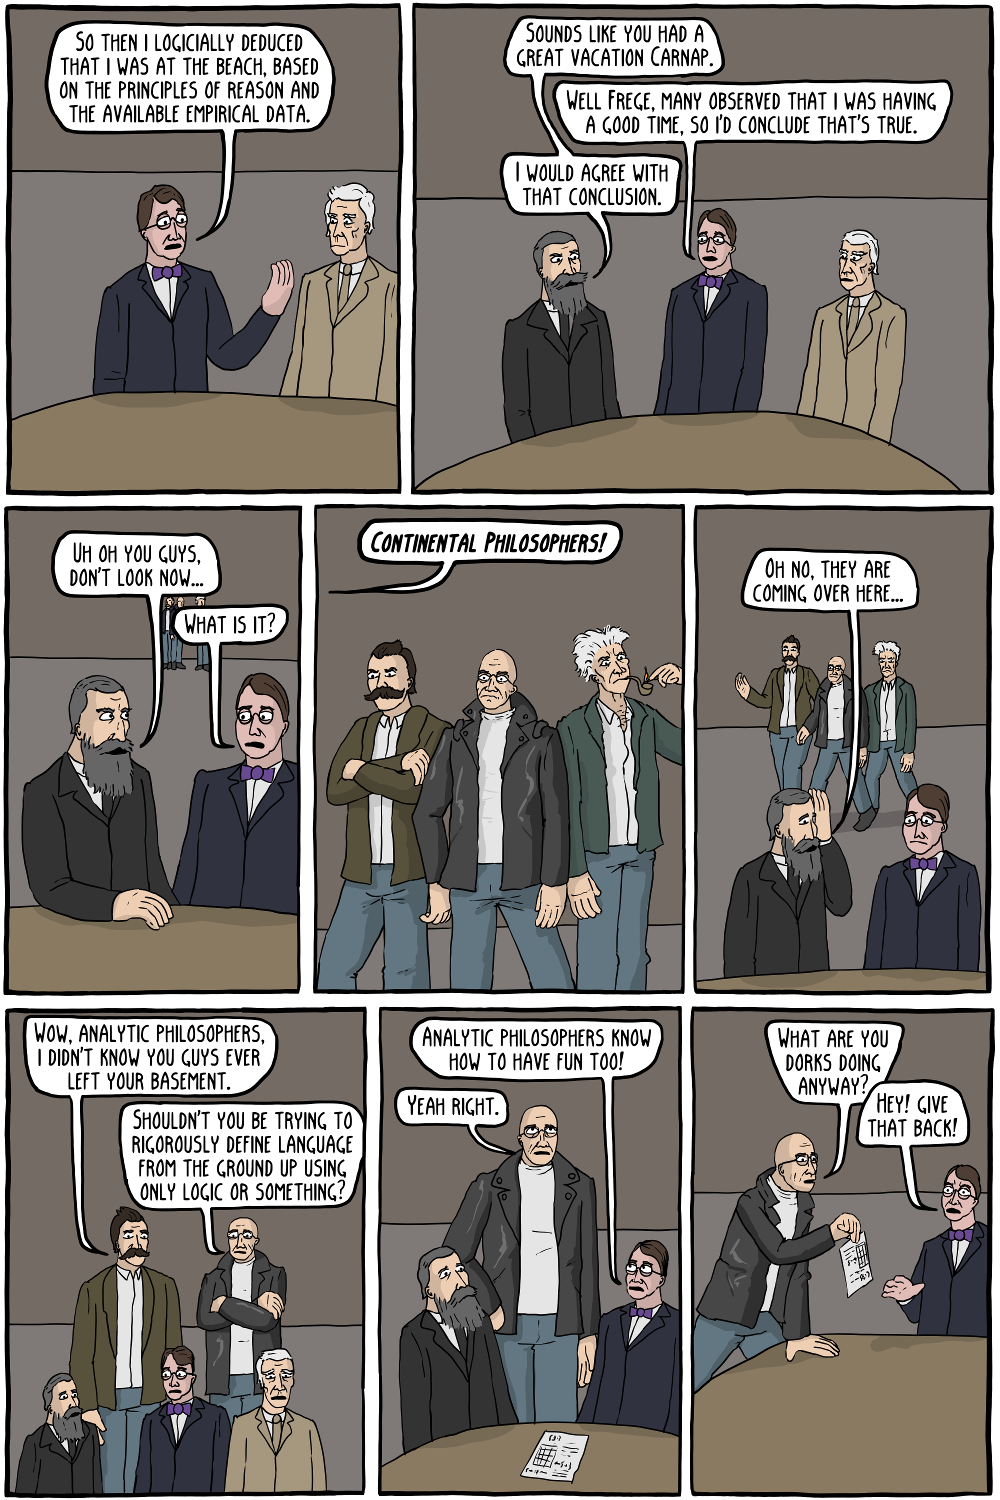 SO THEN I LOGICIALLY DEDUCED
THAT I WAS AT THE BEACH, BASED
ON THE PRINCIPLES OF REASON AND
THE AVAILABLE EMPIRICAL DATA.
SOUNDS LIKE YOU HAD A
GREAT VACATION CARNAP.
WELL FREGE, MANY OBSERVED THAT I WAS HAVING
A GOOD TIME, SO I'D CONCLUDE THAT'S TRUE.
I WOULD AGREE WITH
THAT CONCLUSION.
UH OH YOU GUYS,
DON'T LOOK NOW...
WHAT IS IT?
CONTINENTAL PHILOSOPHERS!
OH NO, THEY ARE
COMING OVER HERE...
WOW, ANALYTIC PHILOSOPHERS,
I DIDN'T KNOW YOU GUYS EVER
LEFT YOUR BASEMENT.
SHOULDN'T YOU BE TRYING TO
RIGOROUSLY DEFINE LANGUAGE
FROM THE GROUND UP USING
ONLY LOGIC OR SOMETHING?
ANALYTIC PHILOSOPHERS KNOW
HOW TO HAVE FUN TOO!
YEAH RIGHT.
WHAT ARE YOU
DORKS DOING
ANYWAY?
HEY! GIVE
THAT BACK!